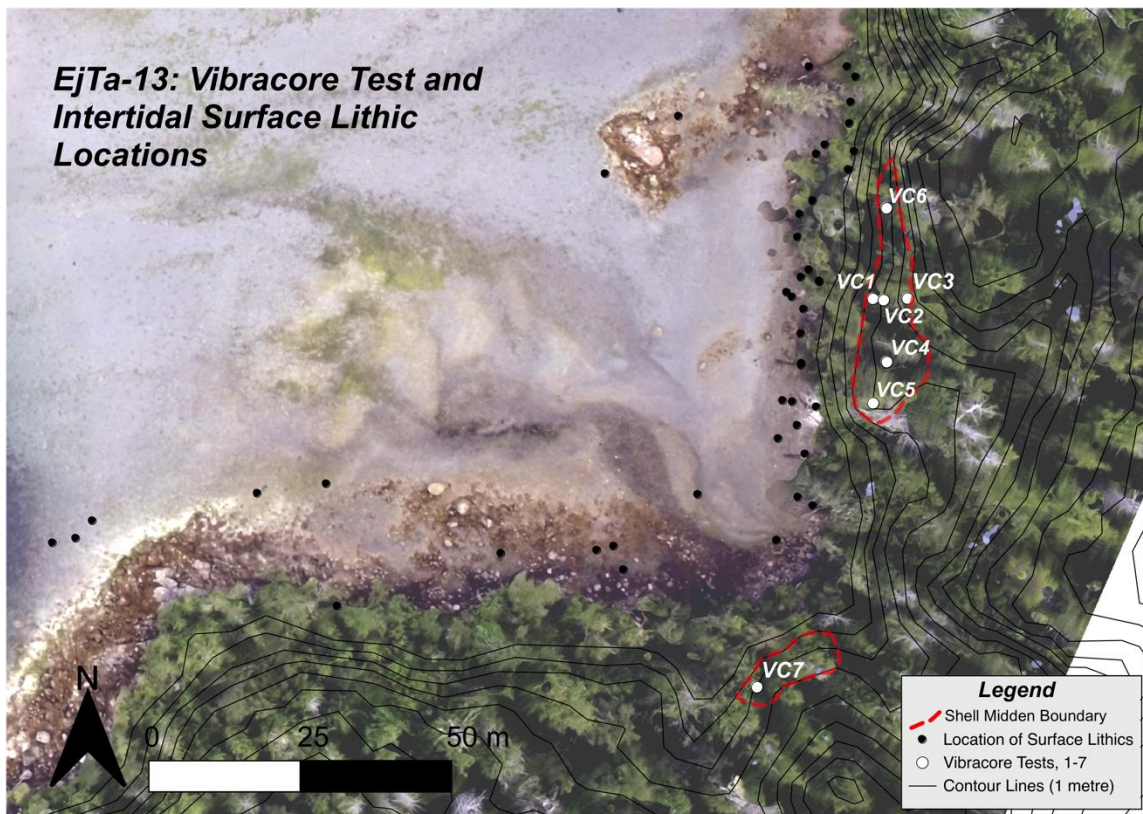 EjTa-13: Vibracore Test and
Intertidal Surface Lithic
Locations
VC6
VC1
VC3
VC2
VC4
VC5
VC7
N
0 25 50 m
Legend
Shell Midden Boundary
Location of Surface Lithics
Vibracore Tests, 1-7
Contour Lines (1 metre)